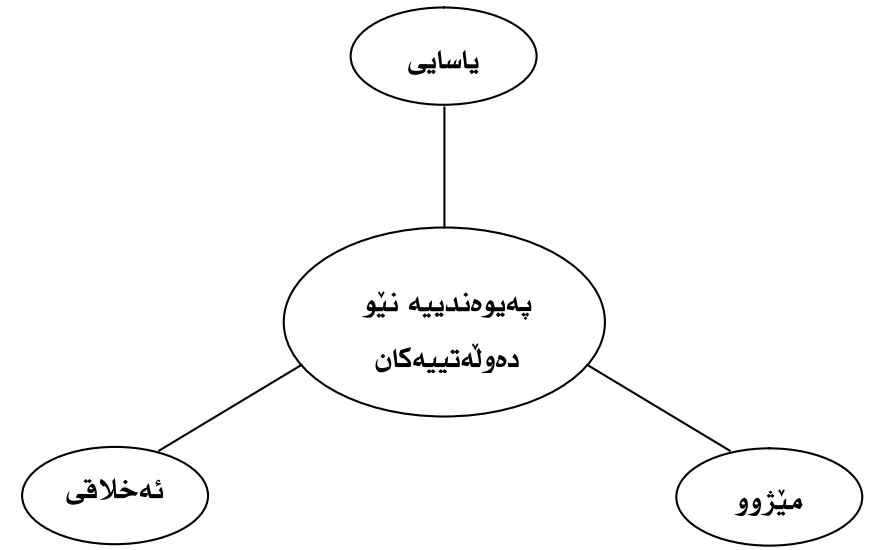 یاسایی
پەیوەندییە نێو
دەوڵەتییەکان
ئەخلاقی
مێژوو